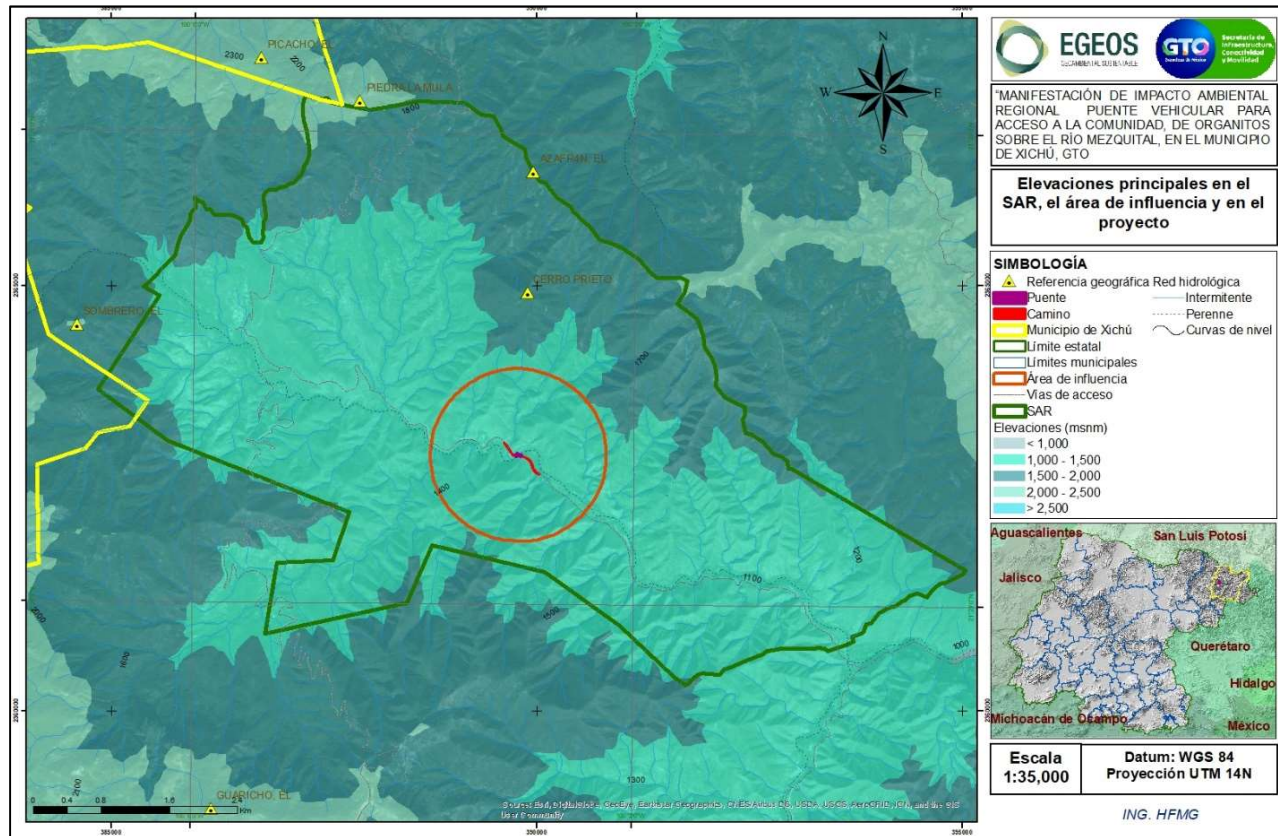 PICACHO, EL
2300
2200
PIEDRA LA MULA
1800
AZAFRAN, EL
CERRO PRIETO
SOMBRERO, EL
1700
1400
1200
1100
1500
1000
1600
1300
GUARICHO, EL
0 0.4 0.8 1.6 2.4
Km
385000
390000
395000
N
W E
S
EGEOS
GTO
Secretaría de
Infraestructura,
Conectividad
y Movilidad
"MANIFESTACIÓN DE IMPACTO AMBIENTAL
REGIONAL PUENTE VEHICULAR PARA
ACCESO A LA COMUNIDAD, DE ORGANITOS
SOBRE EL RÍO MEZQUITAL, EN EL MUNICIPIO
DE XICHÚ, GTO
Elevaciones principales en el
SAR, el área de influencia y en el
proyecto
SIMBOLOGÍA
Referencia geográfica Red hidrológica
Puente Intermitente
Camino Perenne
Municipio de Xichú Curvas de nivel
Límite estatal
Límites municipales
Área de influencia
Vías de acceso
SAR
Elevaciones (msnm)
< 1,000
1,000 - 1,500
1,500 - 2,000
2,000 - 2,500
> 2,500
Aguascalientes San Luis Potosí
Jalisco
Querétaro
Hidalgo
Michoacán de Ocampo México
Escala
1:35,000
Datum: WGS 84
Proyección UTM 14N
ING. HFMG